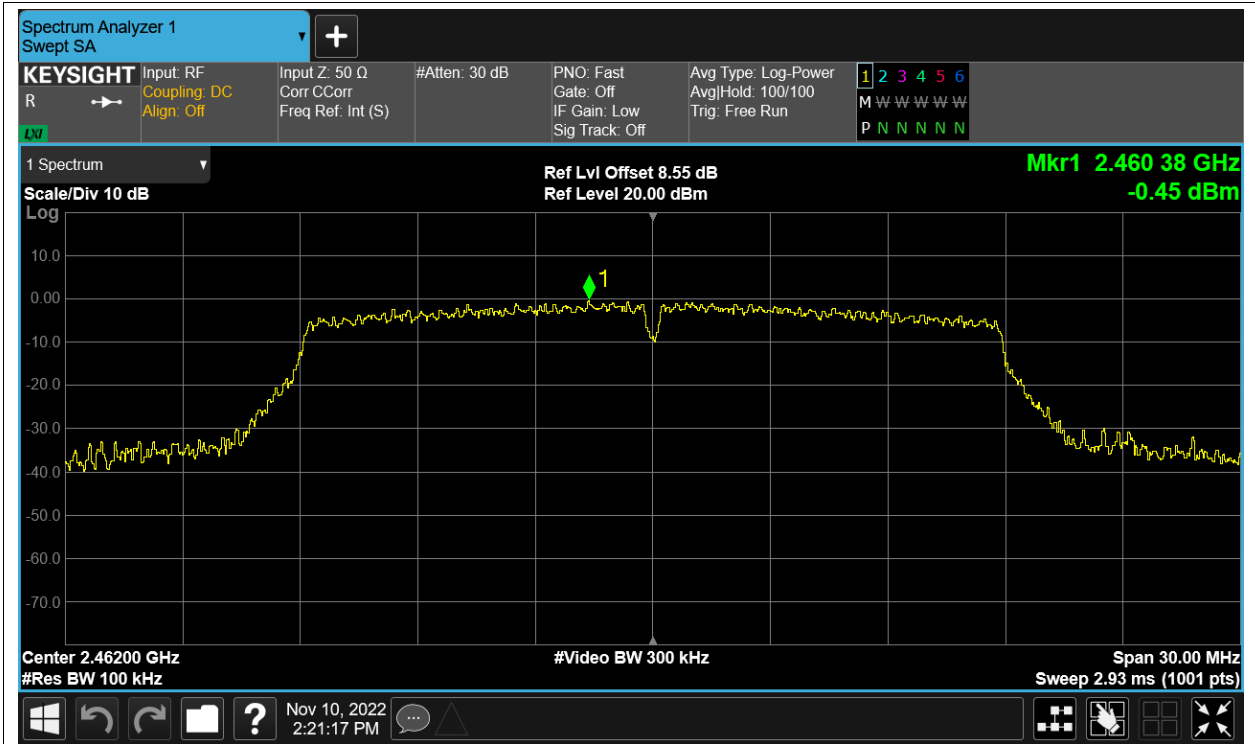 Spectrum Analyzer 1
Swept SA
+
KEYSIGHT
R
LXI
Input: RF
Coupling: DC
Align: Off
Input Z: 50 Ω
Corr CCorr
Freq Ref: Int (S)
#Atten: 30 dB
PNO: Fast
Gate: Off
IF Gain: Low
Sig Track: Off
Avg Type: Log-Power
Avg|Hold: 100/100
Trig: Free Run
1 2 3 4 5 6
M W W W W W
P N N N N N
1 Spectrum
Scale/Div 10 dB
Log
Ref Lvl Offset 8.55 dB
Ref Level 20.00 dBm
Mkr1 2.460 38 GHz
-0.45 dBm
10.0
0.00
-10.0
-20.0
-30.0
-40.0
-50.0
-60.0
-70.0
1
Center 2.46200 GHz
#Res BW 100 kHz
#Video BW 300 kHz
Span 30.00 MHz
Sweep 2.93 ms (1001 pts)
?
Nov 10, 2022
2:21:17 PM